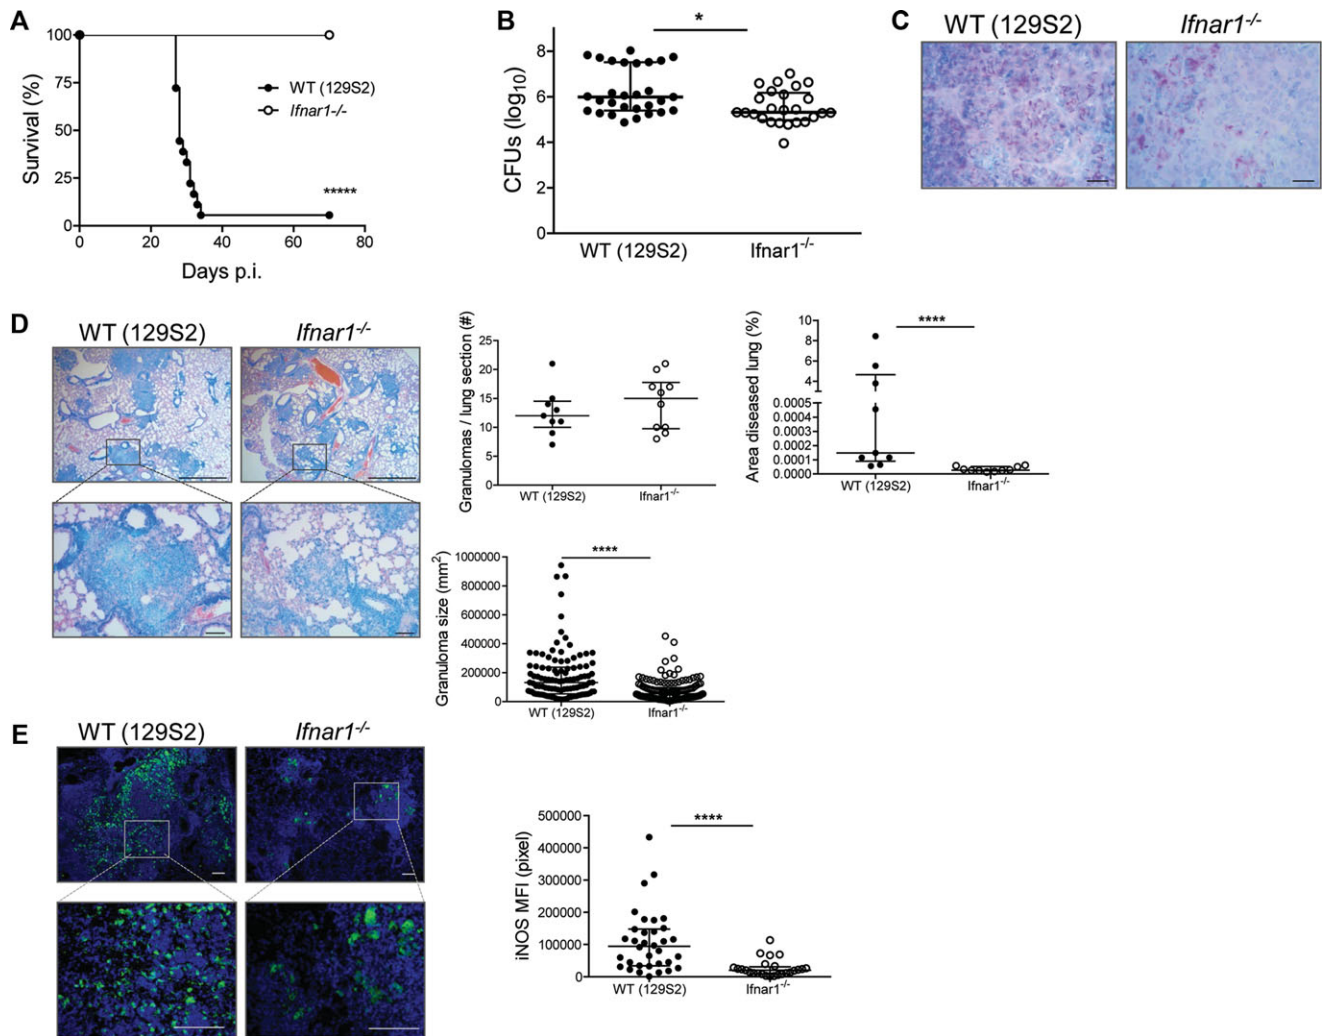 A
100
75
50
25
0
Survival (%)
WT (129S2)
Ifnar1-/-
*****
0 20 40 60 80
Days p.i.
B
*
8
6
4
2
0
CFUs (log10)
WT (129S2) Ifnar1-/-
C
WT (129S2) Ifnar1-/-
D
WT (129S2) Ifnar1-/-
Granulomas / lung section (#)
25
20
15
10
5
0
WT (129S2) Ifnar1-/-
Area diseased lung (%)
****
10
8
6
4
0.0005
0.0002
0.0001
0.0001
0.0000
WT (129S2) Ifnar1-/-
Granuloma size (mm2)
****
1000000
800000
600000
400000
200000
0
WT (129S2) Ifnar1-/-
E
WT (129S2) Ifnar1-/-
iNOS MFI (pixel)
****
500000
400000
300000
200000
100000
0
WT (129S2) Ifnar1-/-